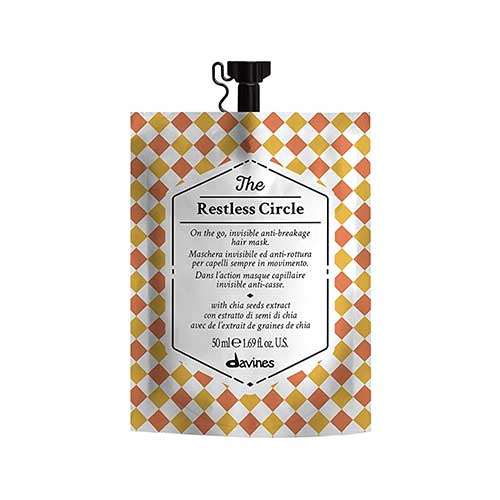 The
Restless Circle
On the go, invisible anti-breakage
hair mask.
Maschera invisibile ed anti-rottura
per capelli sempre in movimento.
Dans l'action masque capillaire
invisible anti-casse.
with chia seeds extract
con estratto di semi di chia
avec de l'extrait de graines de chia
50 ml ℮ 1.69 fl. oz. U.S.
davines